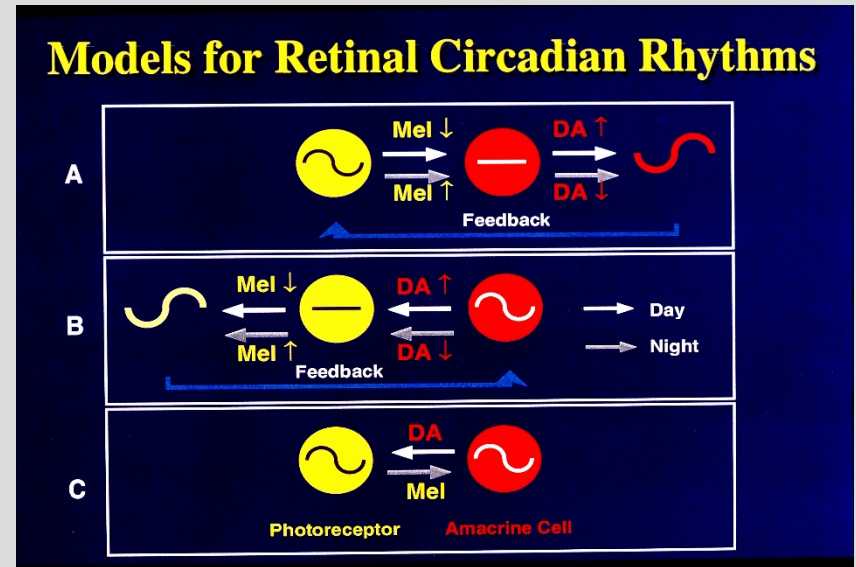 Models for Retinal Circadian Rhythms
A
Mel ↓
DA ↑
Mel ↑
DA ↓
Feedback
B
Mel ↓
DA ↑
Mel ↑
DA ↓
Feedback
Day
Night
C
DA
Mel
Photoreceptor
Amacrine Cell